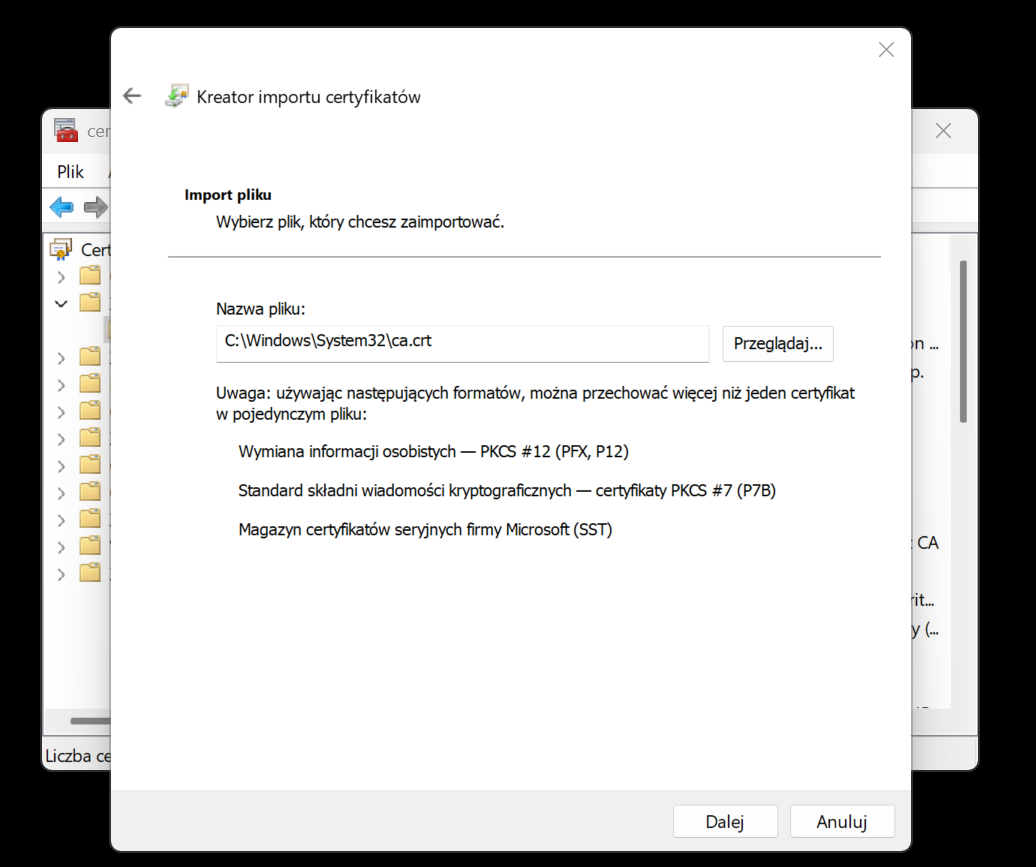 Kreator importu certyfikatów
Plik
Import pliku
Wybierz plik, który chcesz zaimportować.
Nazwa pliku:
C:\Windows\System32\ca.crt
Przeglądaj...
Uwaga: używając następujących formatów, można przechować więcej niż jeden certyfikat
w pojedynczym pliku:
Wymiana informacji osobistych — PKCS #12 (PFX, P12)
Standard składni wiadomości kryptograficznych — certyfikaty PKCS #7 (P7B)
Magazyn certyfikatów seryjnych firmy Microsoft (SST)
CA
Liczba
Dalej
Anuluj